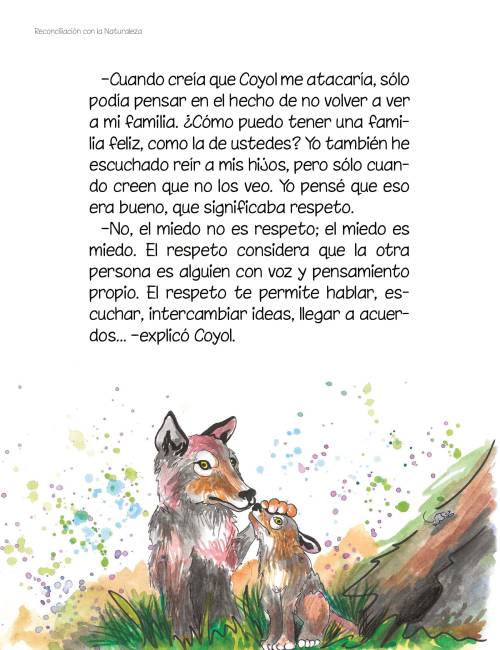 Reconciliación con la Naturaleza
–Cuando creía que Coyol me atacaría, sólo
podía pensar en el hecho de no volver a ver
a mi familia. ¿Cómo puedo tener una fami-
lia feliz, como la de ustedes? Yo también he
escuchado reír a mis hijos, pero sólo cuan-
do creen que no los veo. Yo pensé que eso
era bueno, que significaba respeto.
–No, el miedo no es respeto; el miedo es
miedo. El respeto considera que la otra
persona es alguien con voz y pensamiento
propio. El respeto te permite hablar, es-
cuchar, intercambiar ideas, llegar a acuer-
dos... –explicó Coyol.